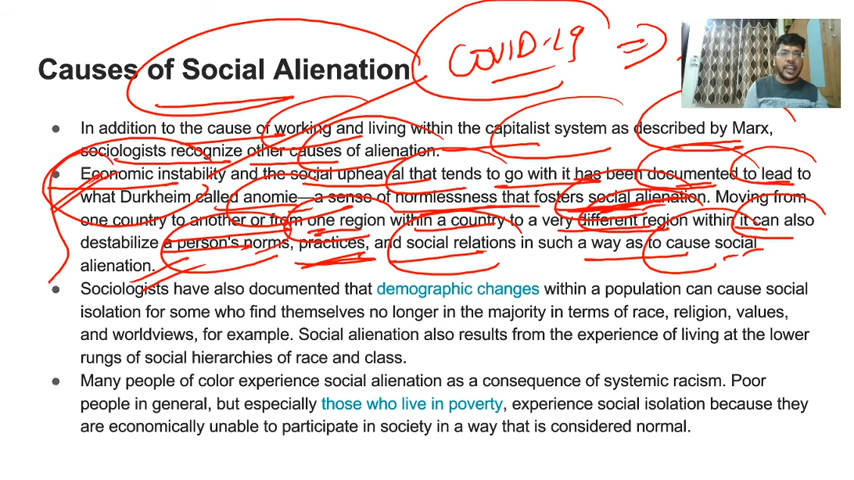 COVID-19 ⇒
Causes of Social Alienation
● In addition to the cause of working and living within the capitalist system as described by Marx,
sociologists recognize other causes of alienation.
● Economic instability and the social upheaval that tends to go with it has been documented to lead to
what Durkheim called anomie—a sense of normlessness that fosters social alienation. Moving from
one country to another or from one region within a country to a very different region within it can also
destabilize a person's norms, practices, and social relations in such a way as to cause social
alienation.
● Sociologists have also documented that demographic changes within a population can cause social
isolation for some who find themselves no longer in the majority in terms of race, religion, values,
and worldviews, for example. Social alienation also results from the experience of living at the lower
rungs of social hierarchies of race and class.
● Many people of color experience social alienation as a consequence of systemic racism. Poor
people in general, but especially those who live in poverty, experience social isolation because they
are economically unable to participate in society in a way that is considered normal.